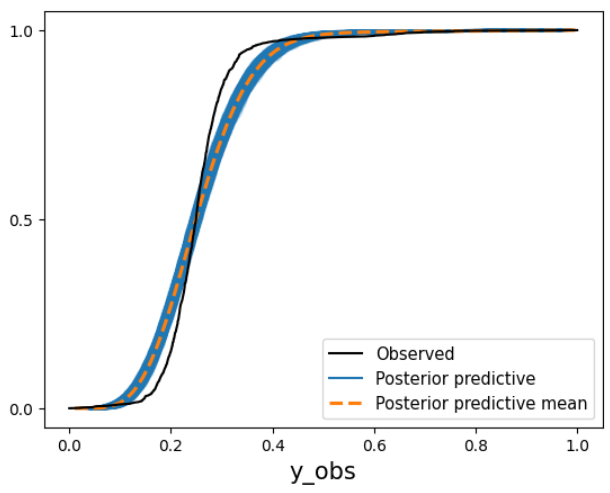 1.0
0.5
0.0
Observed
Posterior predictive
Posterior predictive mean
0.0 0.2 0.4 0.6 0.8 1.0
y_obs